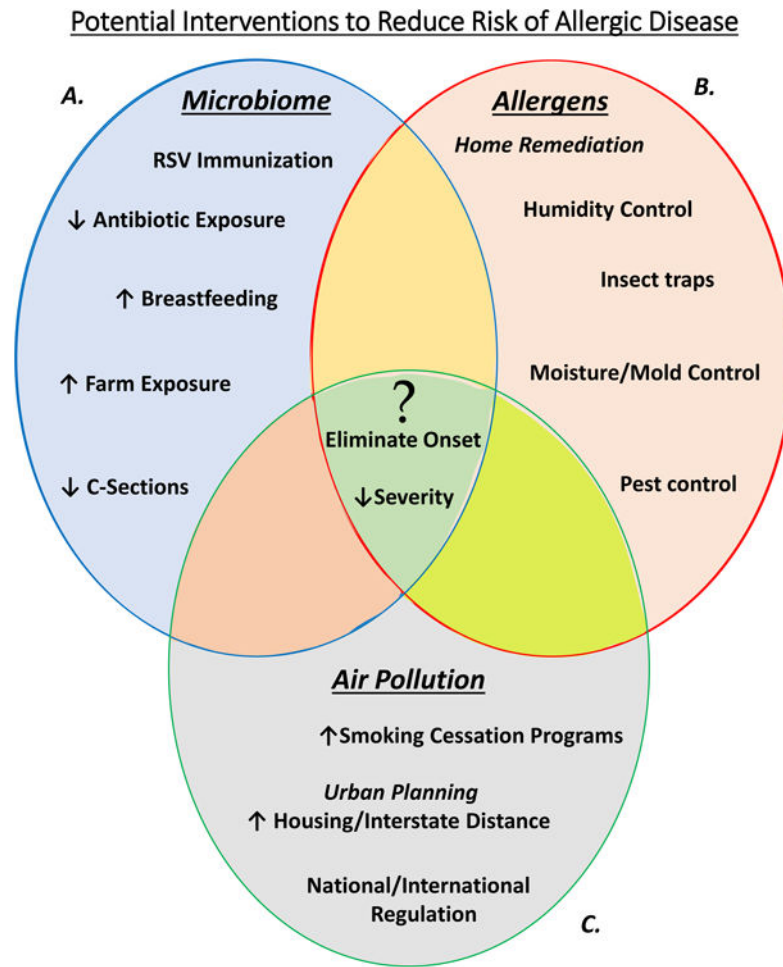 Potential Interventions to Reduce Risk of Allergic Disease
A.
Microbiome
RSV Immunization
↓ Antibiotic Exposure
↑ Breastfeeding
↑ Farm Exposure
↓ C-Sections
B.
Allergens
Home Remediation
Humidity Control
Insect traps
Moisture/Mold Control
Pest control
?
Eliminate Onset
↓Severity
Air Pollution
↑Smoking Cessation Programs
Urban Planning
↑ Housing/Interstate Distance
National/International
Regulation
C.